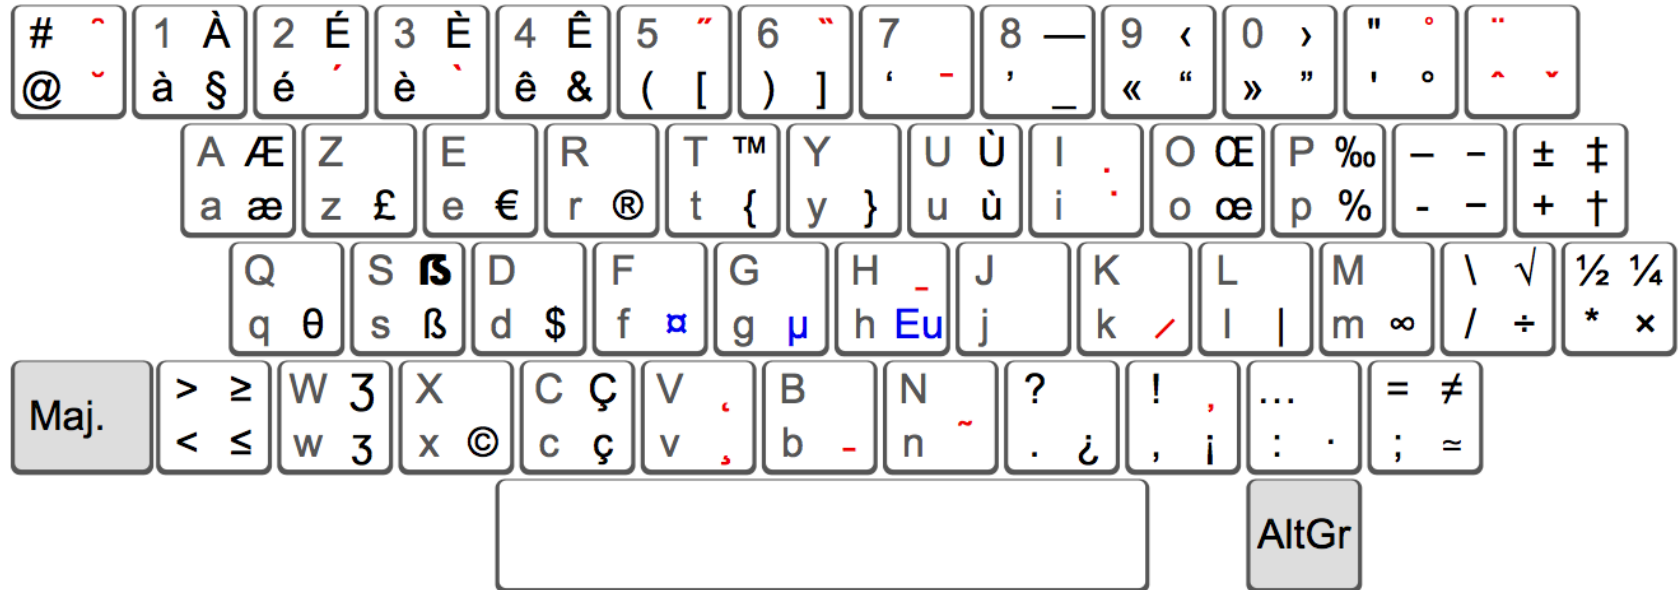 # ̑ 1 À 2 É 3 È 4 Ê 5 ˝ 6 ̏ 7 8 — 9 ‹ 0 › " ˚ ¨
@ ˘ à § é ´ è ` ê & ( [ ) ] ‘ ¯ ’ _ « “ » ” ' ° ˆ ˇ
A Æ Z E R T ™ Y U Ù I . O Œ P ‰ – − ± ‡
a æ z £ e € r ® t { y } u ù i ˙ o œ p % - − + †
Q S ẞ D F G H _ J K L M \ √ ½ ¼
q θ s ß d $ f ¤ g µ h Eu j k ⁄ l | m ∞ / ÷ * ×
Maj. > ≥ W Ʒ X C Ç V ˛ B N ˜ ? ! , … = ≠
< ≤ w ʒ x © c ç v ¸ b - n . ¿ , ¡ : · ; ≃
AltGr